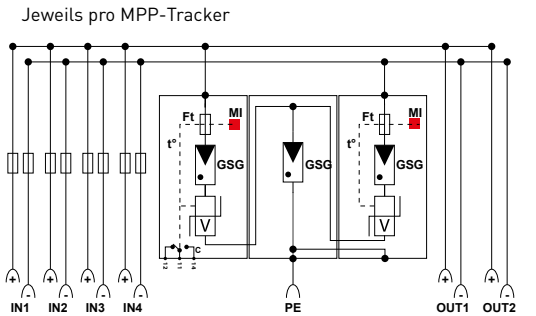 Jeweils pro MPP-Tracker
Ft MI Ft MI
t° t°
GSG GSG GSG
V V
C
12 11 14
+ - + - + - + - + - + -
IN1 IN2 IN3 IN4 PE OUT1 OUT2